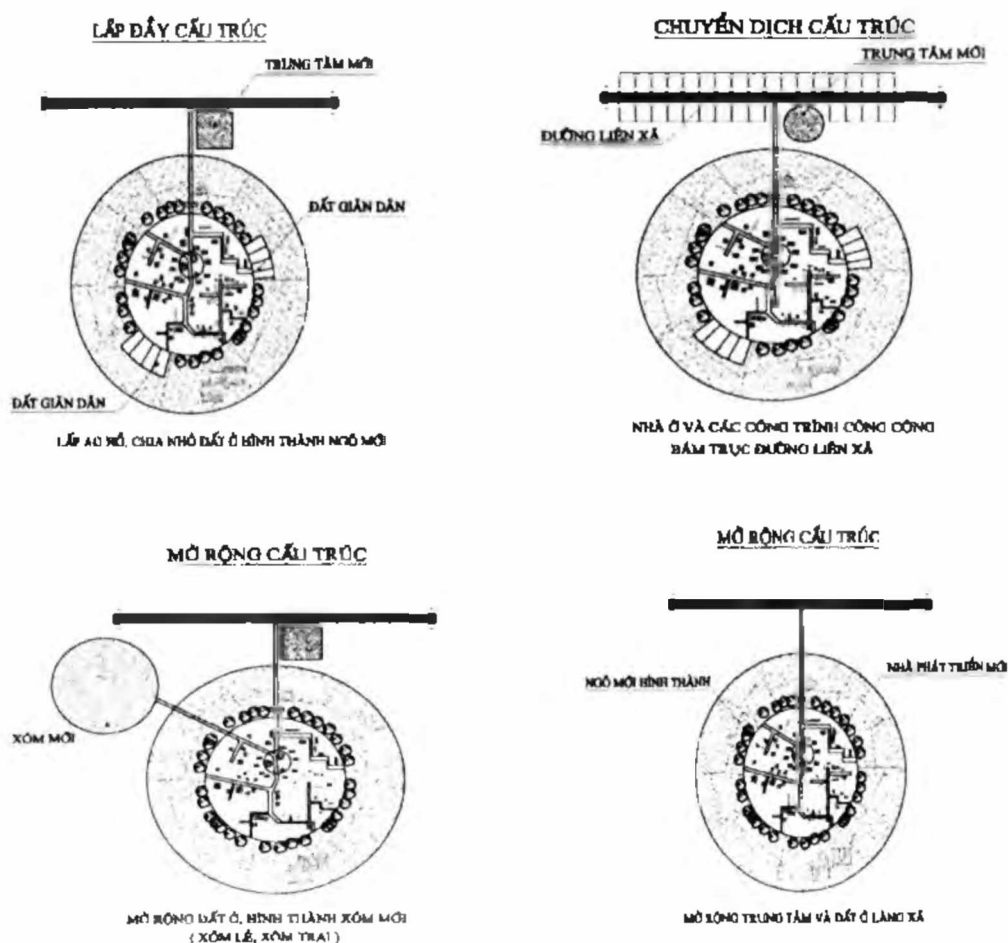 LẤP ĐẦY CẤU TRÚC
TRUNG TÂM MỚI
ĐẤT GIÃN DÂN
ĐẤT GIÃN DÂN
LẤP AO HỒ, CHIA NHỎ ĐẤT Ở HÌNH THÀNH NGÕ MỚI
CHUYỂN DỊCH CẤU TRÚC
TRUNG TÂM MỚI
ĐƯỜNG LIÊN XÃ
NHÀ Ở VÀ CÁC CÔNG TRÌNH CÔNG CỘNG
BÁM TRỤC ĐƯỜNG LIÊN XÃ
MỞ RỘNG CẤU TRÚC
XÓM MỚI
MỞ RỘNG ĐẤT Ở, HÌNH THÀNH XÓM MỚI
(XÓM LẺ, XÓM TRẠI)
MỞ RỘNG CẤU TRÚC
NGÕ MỚI HÌNH THÀNH
NHÀ PHÁT TRIỂN MỚI
MỞ RỘNG TRUNG TÂM VÀ ĐẤT Ở LÀNG XÃ